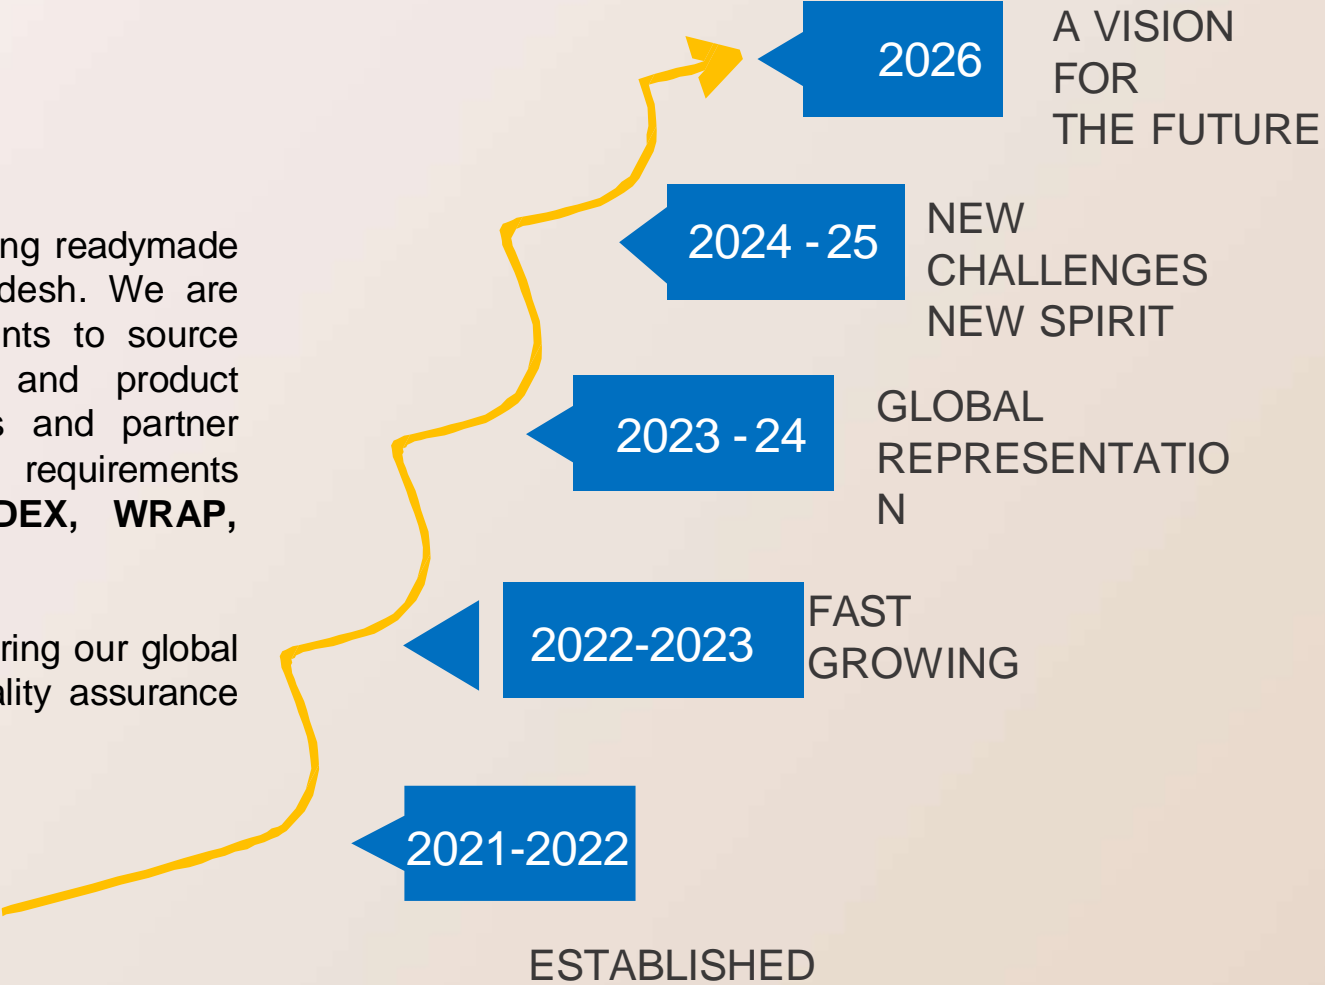 ing readymade
desh. We are
nts to source
and product
s and partner
requirements
DEX, WRAP,
ring our global
ality assurance
2026
A VISION
FOR
THE FUTURE
2024 - 25
NEW
CHALLENGES
NEW SPIRIT
2023 - 24
GLOBAL
REPRESENTATIO
N
2022-2023
FAST
GROWING
2021-2022
ESTABLISHED